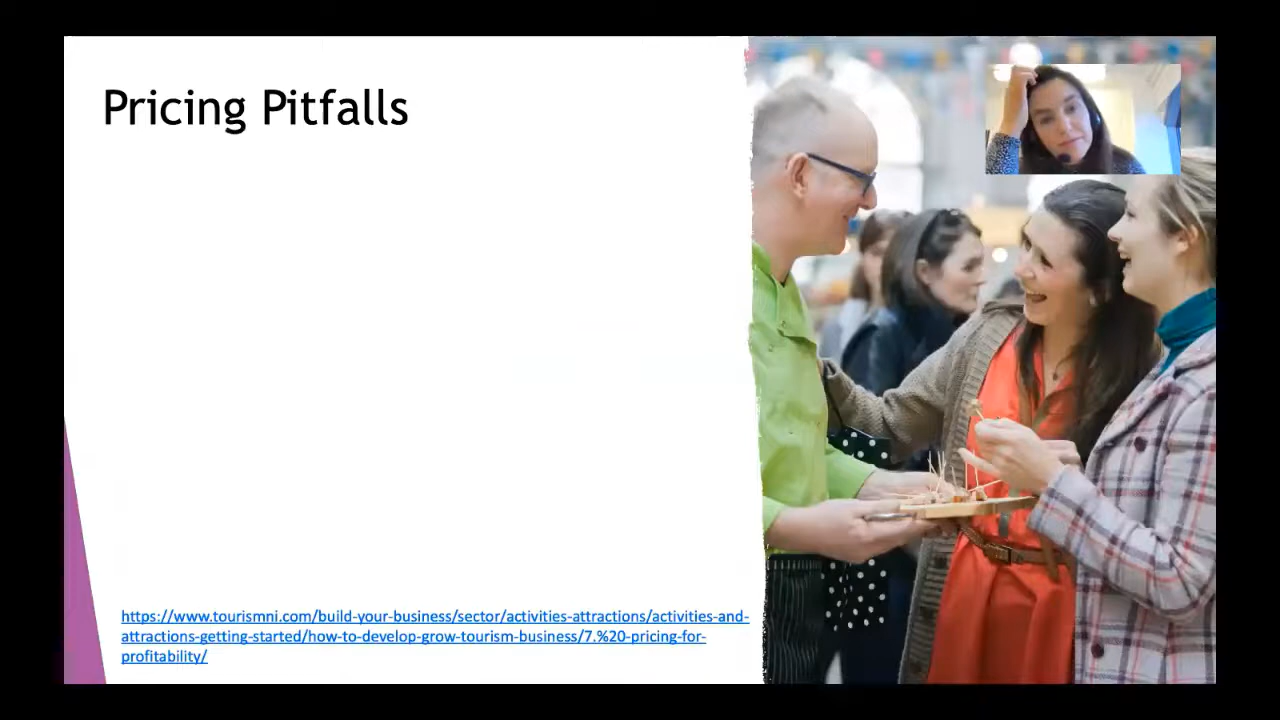 Pricing Pitfalls
https://www.tourismni.com/build-your-business/sector/activities-attractions/activities-and-
attractions-getting-started/how-to-develop-grow-tourism-business/7.%20-pricing-for-
profitability/